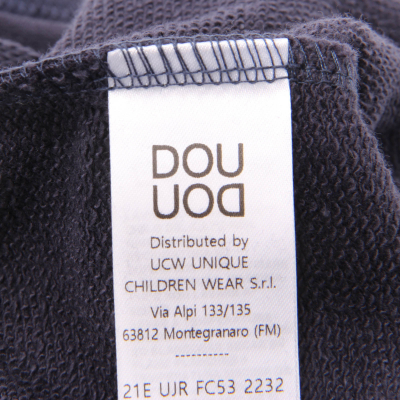 DOU
UOD
Distributed by
UCW UNIQUE
CHILDREN WEAR S.r.l.
Via Alpi 133/135
63812 Montegranaro (FM)
----------
21E UJR FC53 2232